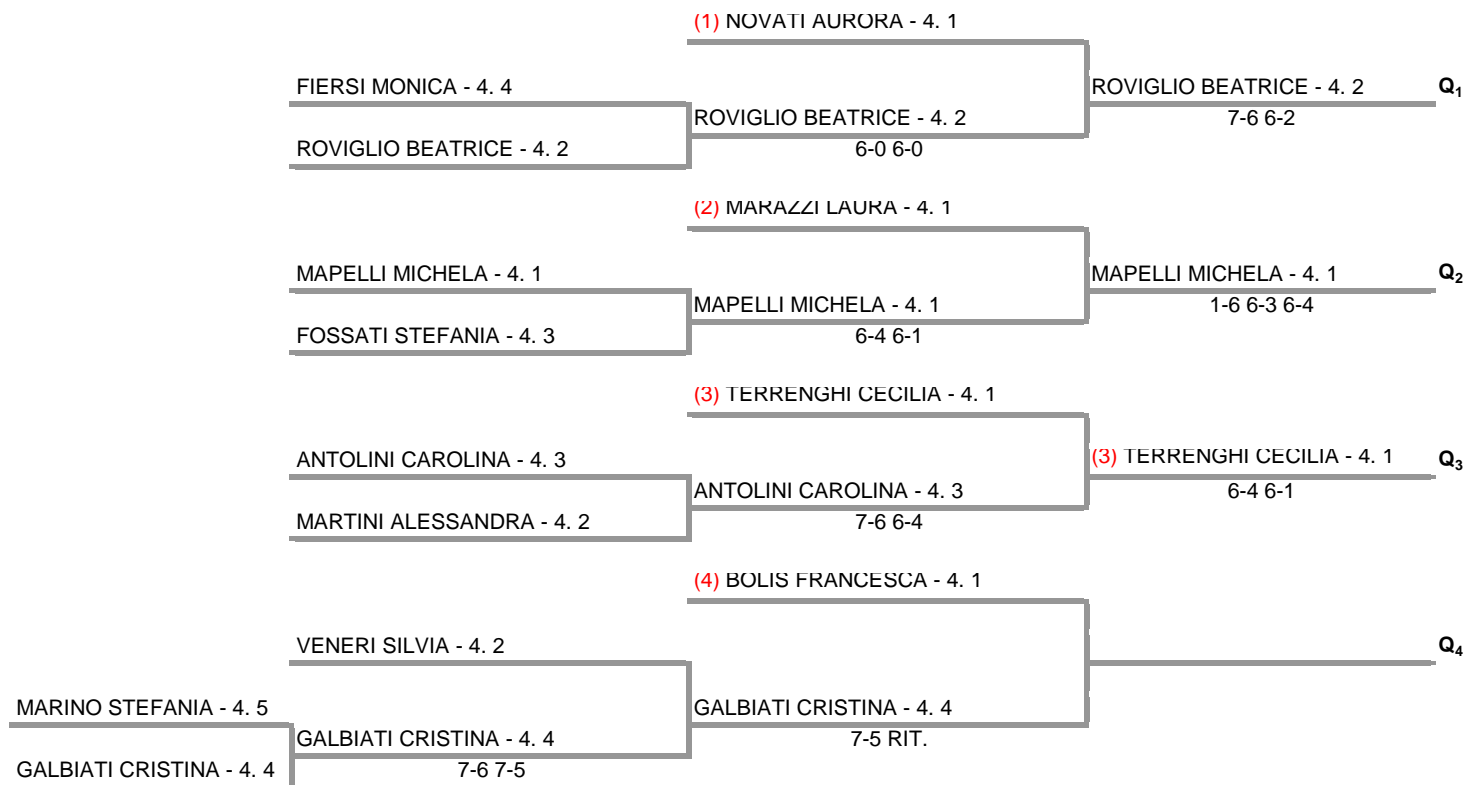 (1) NOVATI AURORA - 4. 1
FIERSI MONICA - 4. 4
ROVIGLIO BEATRICE - 4. 2 Q1
ROVIGLIO BEATRICE - 4. 2
7-6 6-2
ROVIGLIO BEATRICE - 4. 2
6-0 6-0
(2) MARAZZI LAURA - 4. 1
MAPELLI MICHELA - 4. 1
MAPELLI MICHELA - 4. 1 Q2
MAPELLI MICHELA - 4. 1
1-6 6-3 6-4
FOSSATI STEFANIA - 4. 3
6-4 6-1
(3) TERRENGHI CECILIA - 4. 1
ANTOLINI CAROLINA - 4. 3
(3) TERRENGHI CECILIA - 4. 1 Q3
ANTOLINI CAROLINA - 4. 3
6-4 6-1
MARTINI ALESSANDRA - 4. 2
7-6 6-4
(4) BOLIS FRANCESCA - 4. 1
VENERI SILVIA - 4. 2
Q4
MARINO STEFANIA - 4. 5
GALBIATI CRISTINA - 4. 4
GALBIATI CRISTINA - 4. 4
7-5 RIT.
GALBIATI CRISTINA - 4. 4
7-6 7-5